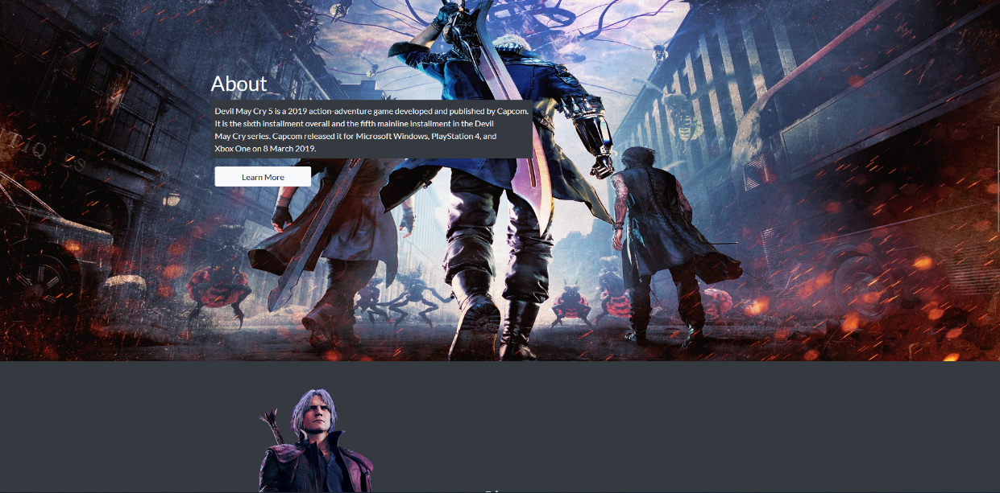 About
Devil May Cry 5 is a 2019 action-adventure game developed and published by Capcom.
It is the sixth installment overall and the fifth mainline installment in the Devil
May Cry series. Capcom released it for Microsoft Windows, PlayStation 4, and
Xbox One on 8 March 2019.
Learn More